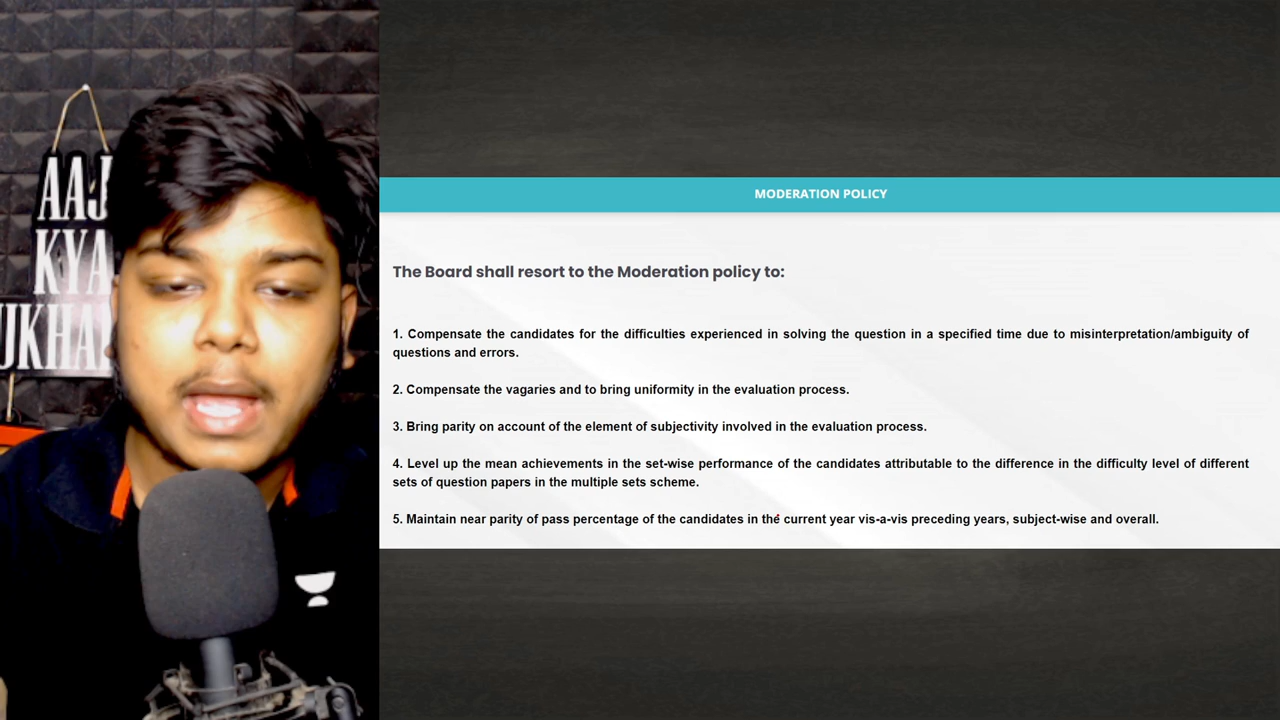 AAJ
KYA
UKHA
MODERATION POLICY
The Board shall resort to the Moderation policy to:
1. Compensate the candidates for the difficulties experienced in solving the question in a specified time due to misinterpretation/ambiguity of
questions and errors.
2. Compensate the vagaries and to bring uniformity in the evaluation process.
3. Bring parity on account of the element of subjectivity involved in the evaluation process.
4. Level up the mean achievements in the set-wise performance of the candidates attributable to the difference in the difficulty level of different
sets of question papers in the multiple sets scheme.
5. Maintain near parity of pass percentage of the candidates in the current year vis-a-vis preceding years, subject-wise and overall.